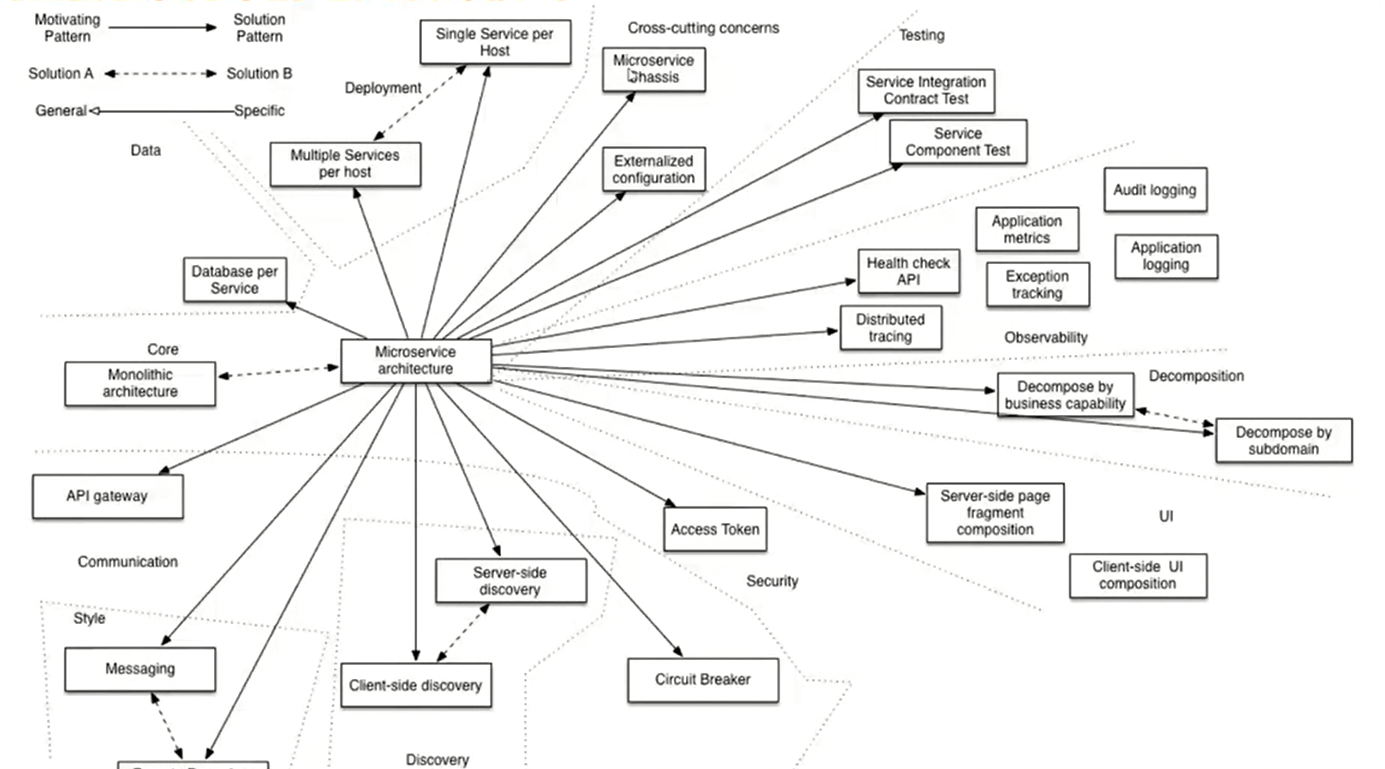 Motivating
Pattern
Solution
Pattern
Solution A
Solution B
General
Specific
Data
Deployment
Single Service per
Host
Multiple Services
per host
Cross-cutting concerns
Microservice
Chassis
Externalized
configuration
Testing
Service Integration
Contract Test
Service
Component Test
Audit logging
Application
metrics
Application
logging
Health check
API
Exception
tracking
Distributed
tracing
Observability
Database per
Service
Core
Monolithic
architecture
Microservice
architecture
Decompose by
business capability
Decomposition
Decompose by
subdomain
API gateway
Communication
Style
Messaging
Server-side
discovery
Client-side discovery
Discovery
Access Token
Security
Circuit Breaker
Server-side page
fragment
composition
UI
Client-side UI
composition